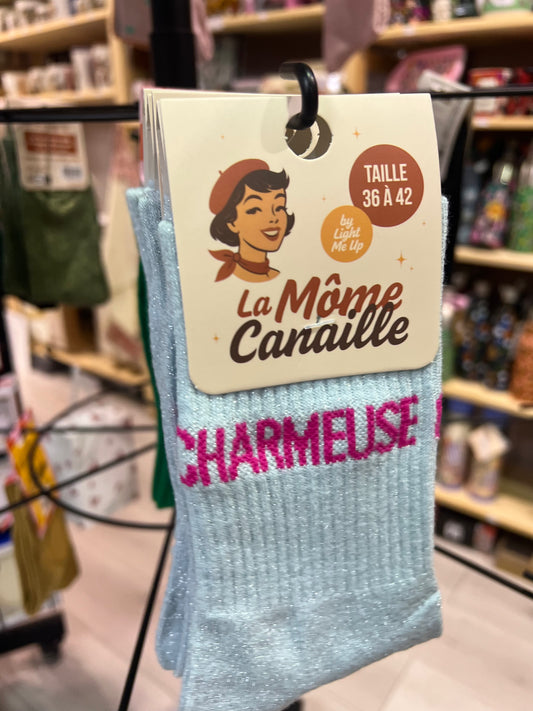 TAILLE
36 À 42
by
Light
Me Up
La Môme
Canaille
CHARMEUSE